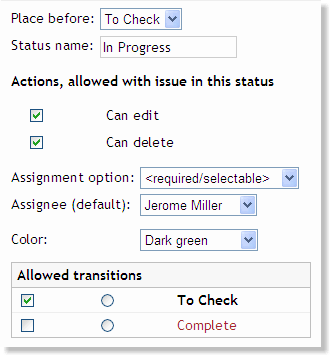 Place before: To Check
Status name: In Progress
Actions, allowed with issue in this status
Can edit
Can delete
Assignment option: <required/selectable>
Assignee (default): Jerome Miller
Color: Dark green
Allowed transitions
To Check
Complete